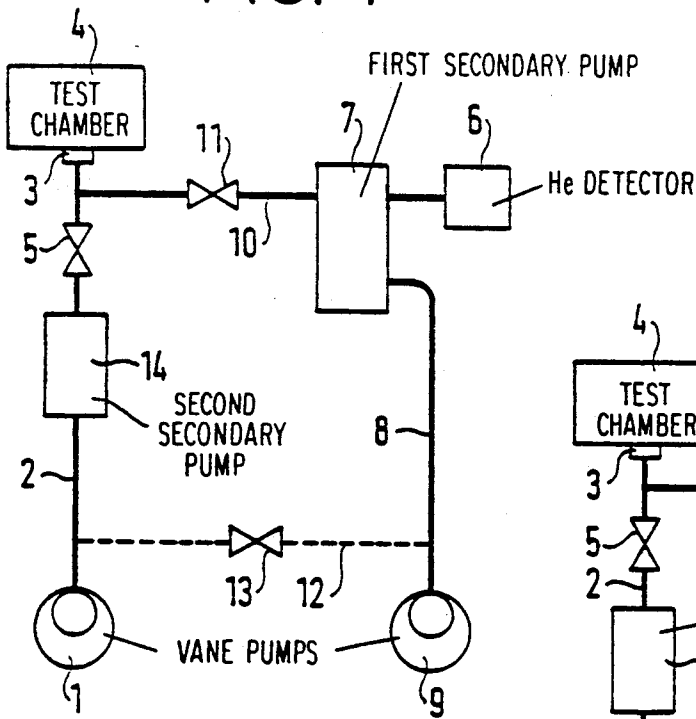 4
TEST
CHAMBER
3
11
10
FIRST SECONDARY PUMP
7
6
He DETECTOR
5
14
SECOND
SECONDARY
PUMP
2
8
13
12
VANE PUMPS
1
9
4
TEST
CHAMBER
3
5
2